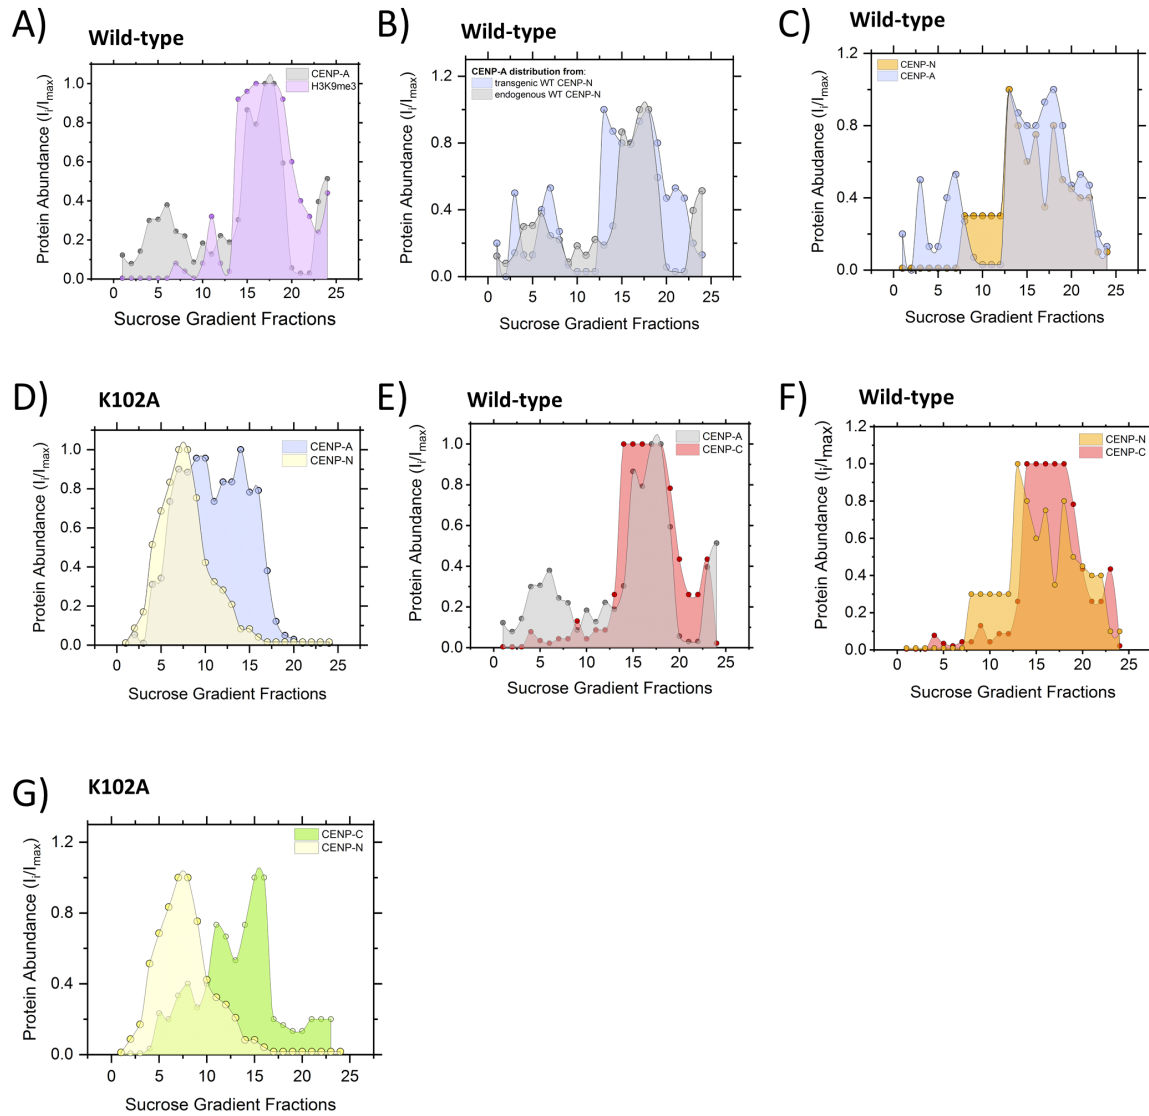 A)
Wild-type
CENP-A
H3K9me3
Protein Abundance (Ii/Imax)
1.0
0.8
0.6
0.4
0.2
0.0
0 5 10 15 20 25
Sucrose Gradient Fractions
B)
Wild-type
CENP-A distribution from:
transgenic WT CENP-N
endogenous WT CENP-N
Protein Abundance (Ii/Imax)
1.2
0.8
0.4
0.0
0 5 10 15 20 25
Sucrose Gradient Fractions
C)
Wild-type
CENP-N
CENP-A
Protein Abudance (Ii/Imax)
1.2
0.8
0.4
0.0
0 5 10 15 20 25
Sucrose Gradient Fractions
D)
K102A
CENP-A
CENP-N
Protein Abundance (Ii/Imax)
1.0
0.8
0.6
0.4
0.2
0.0
0 5 10 15 20 25
Sucrose Gradient Fractions
E)
Wild-type
CENP-A
CENP-C
Protein Abundance (Ii/Imax)
1.0
0.8
0.6
0.4
0.2
0.0
0 5 10 15 20 25
Sucrose Gradient Fractions
F)
Wild-type
CENP-N
CENP-C
Protein Abundance (Ii/Imax)
1.2
1.0
0.8
0.6
0.4
0.2
0.0
0 5 10 15 20 25
Sucrose Gradient Fractions
G)
K102A
CENP-C
CENP-N
Protein Abundance (Ii/Imax)
1.2
0.8
0.4
0.0
0 5 10 15 20 25
Sucrose Gradient Fractions